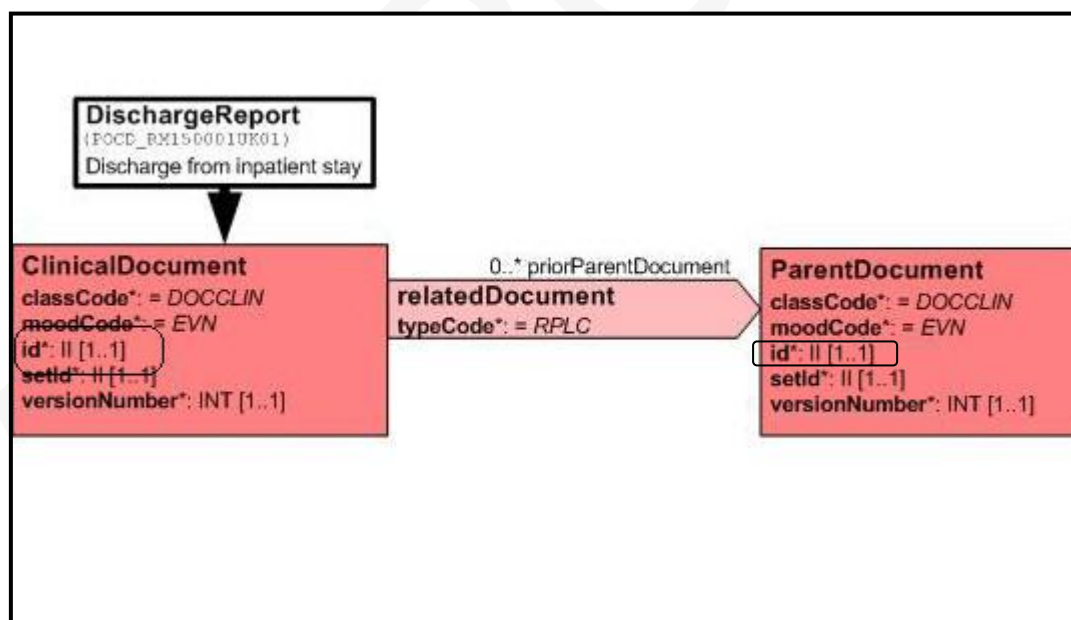 DischargeReport
(POCD_RM150001UK01)
Discharge from inpatient stay
ClinicalDocument
classCode*: = DOCCLIN
moodCode*: = EVN
id*: II [1..1]
setId*: II [1..1]
versionNumber*: INT [1..1]
0..* priorParentDocument
relatedDocument
typeCode*: = RPLC
ParentDocument
classCode*: = DOCCLIN
moodCode*: = EVN
id*: II [1..1]
setId*: II [1..1]
versionNumber*: INT [1..1]